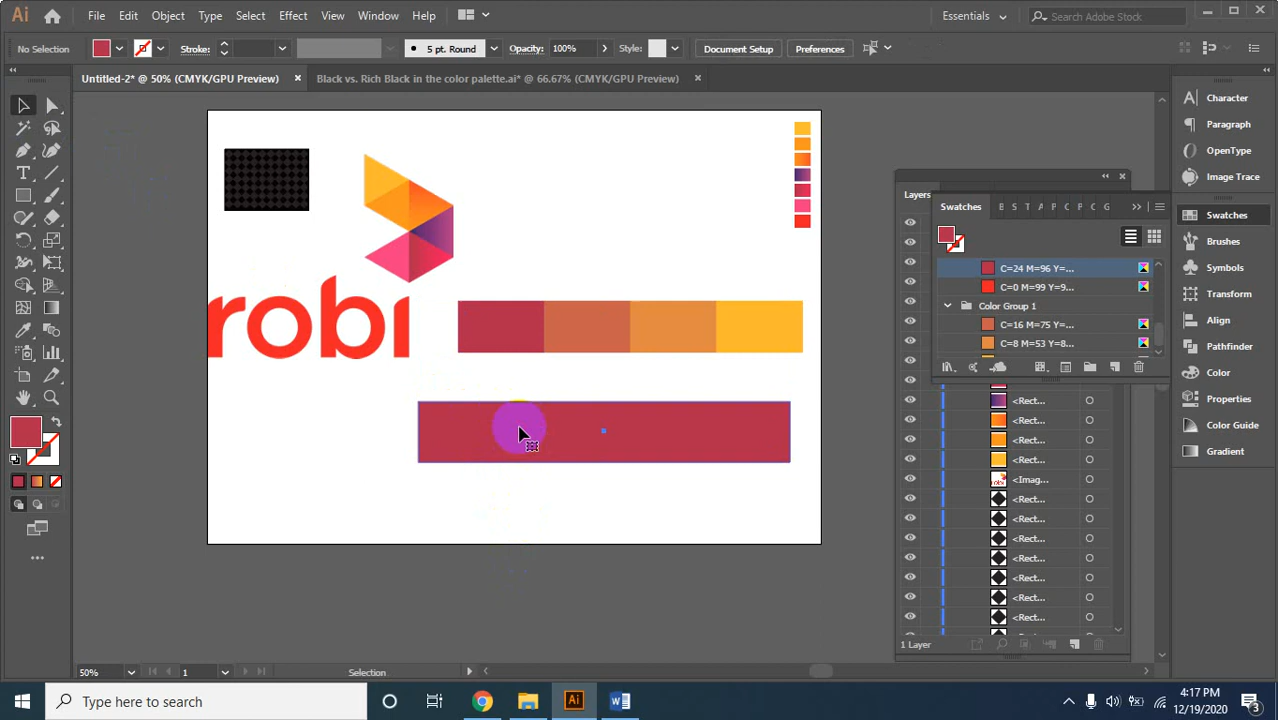 Ai File Edit Object Type Select Effect View Window Help Essentials Search Adobe Stock
No Selection Stroke: 5 pt. Round Opacity: 100% Style: Document Setup Preferences
Untitled-2* @ 50% (CMYK/GPU Preview) × Black vs. Rich Black in the color palette.ai* @ 66.67% (CMYK/GPU Preview) ×
Character
Paragraph
OpenType
Image Trace
Layers
Swatches B S T A P C P C G
Swatches
Brushes
Symbols
Transform
Align
Pathfinder
Color
Properties
Color Guide
Gradient
C=24 M=96 Y=...
C=0 M=99 Y=9...
Color Group 1
C=16 M=75 Y=...
C=8 M=53 Y=8...
robi
<Rect...
<Rect...
<Rect...
<Rect...
<Imag...
<Rect...
<Rect...
<Rect...
<Rect...
<Rect...
<Rect...
<Rect...
1 Layer
50% 1 Selection
Type here to search
Ai
W
4:17 PM
12/19/2020
3